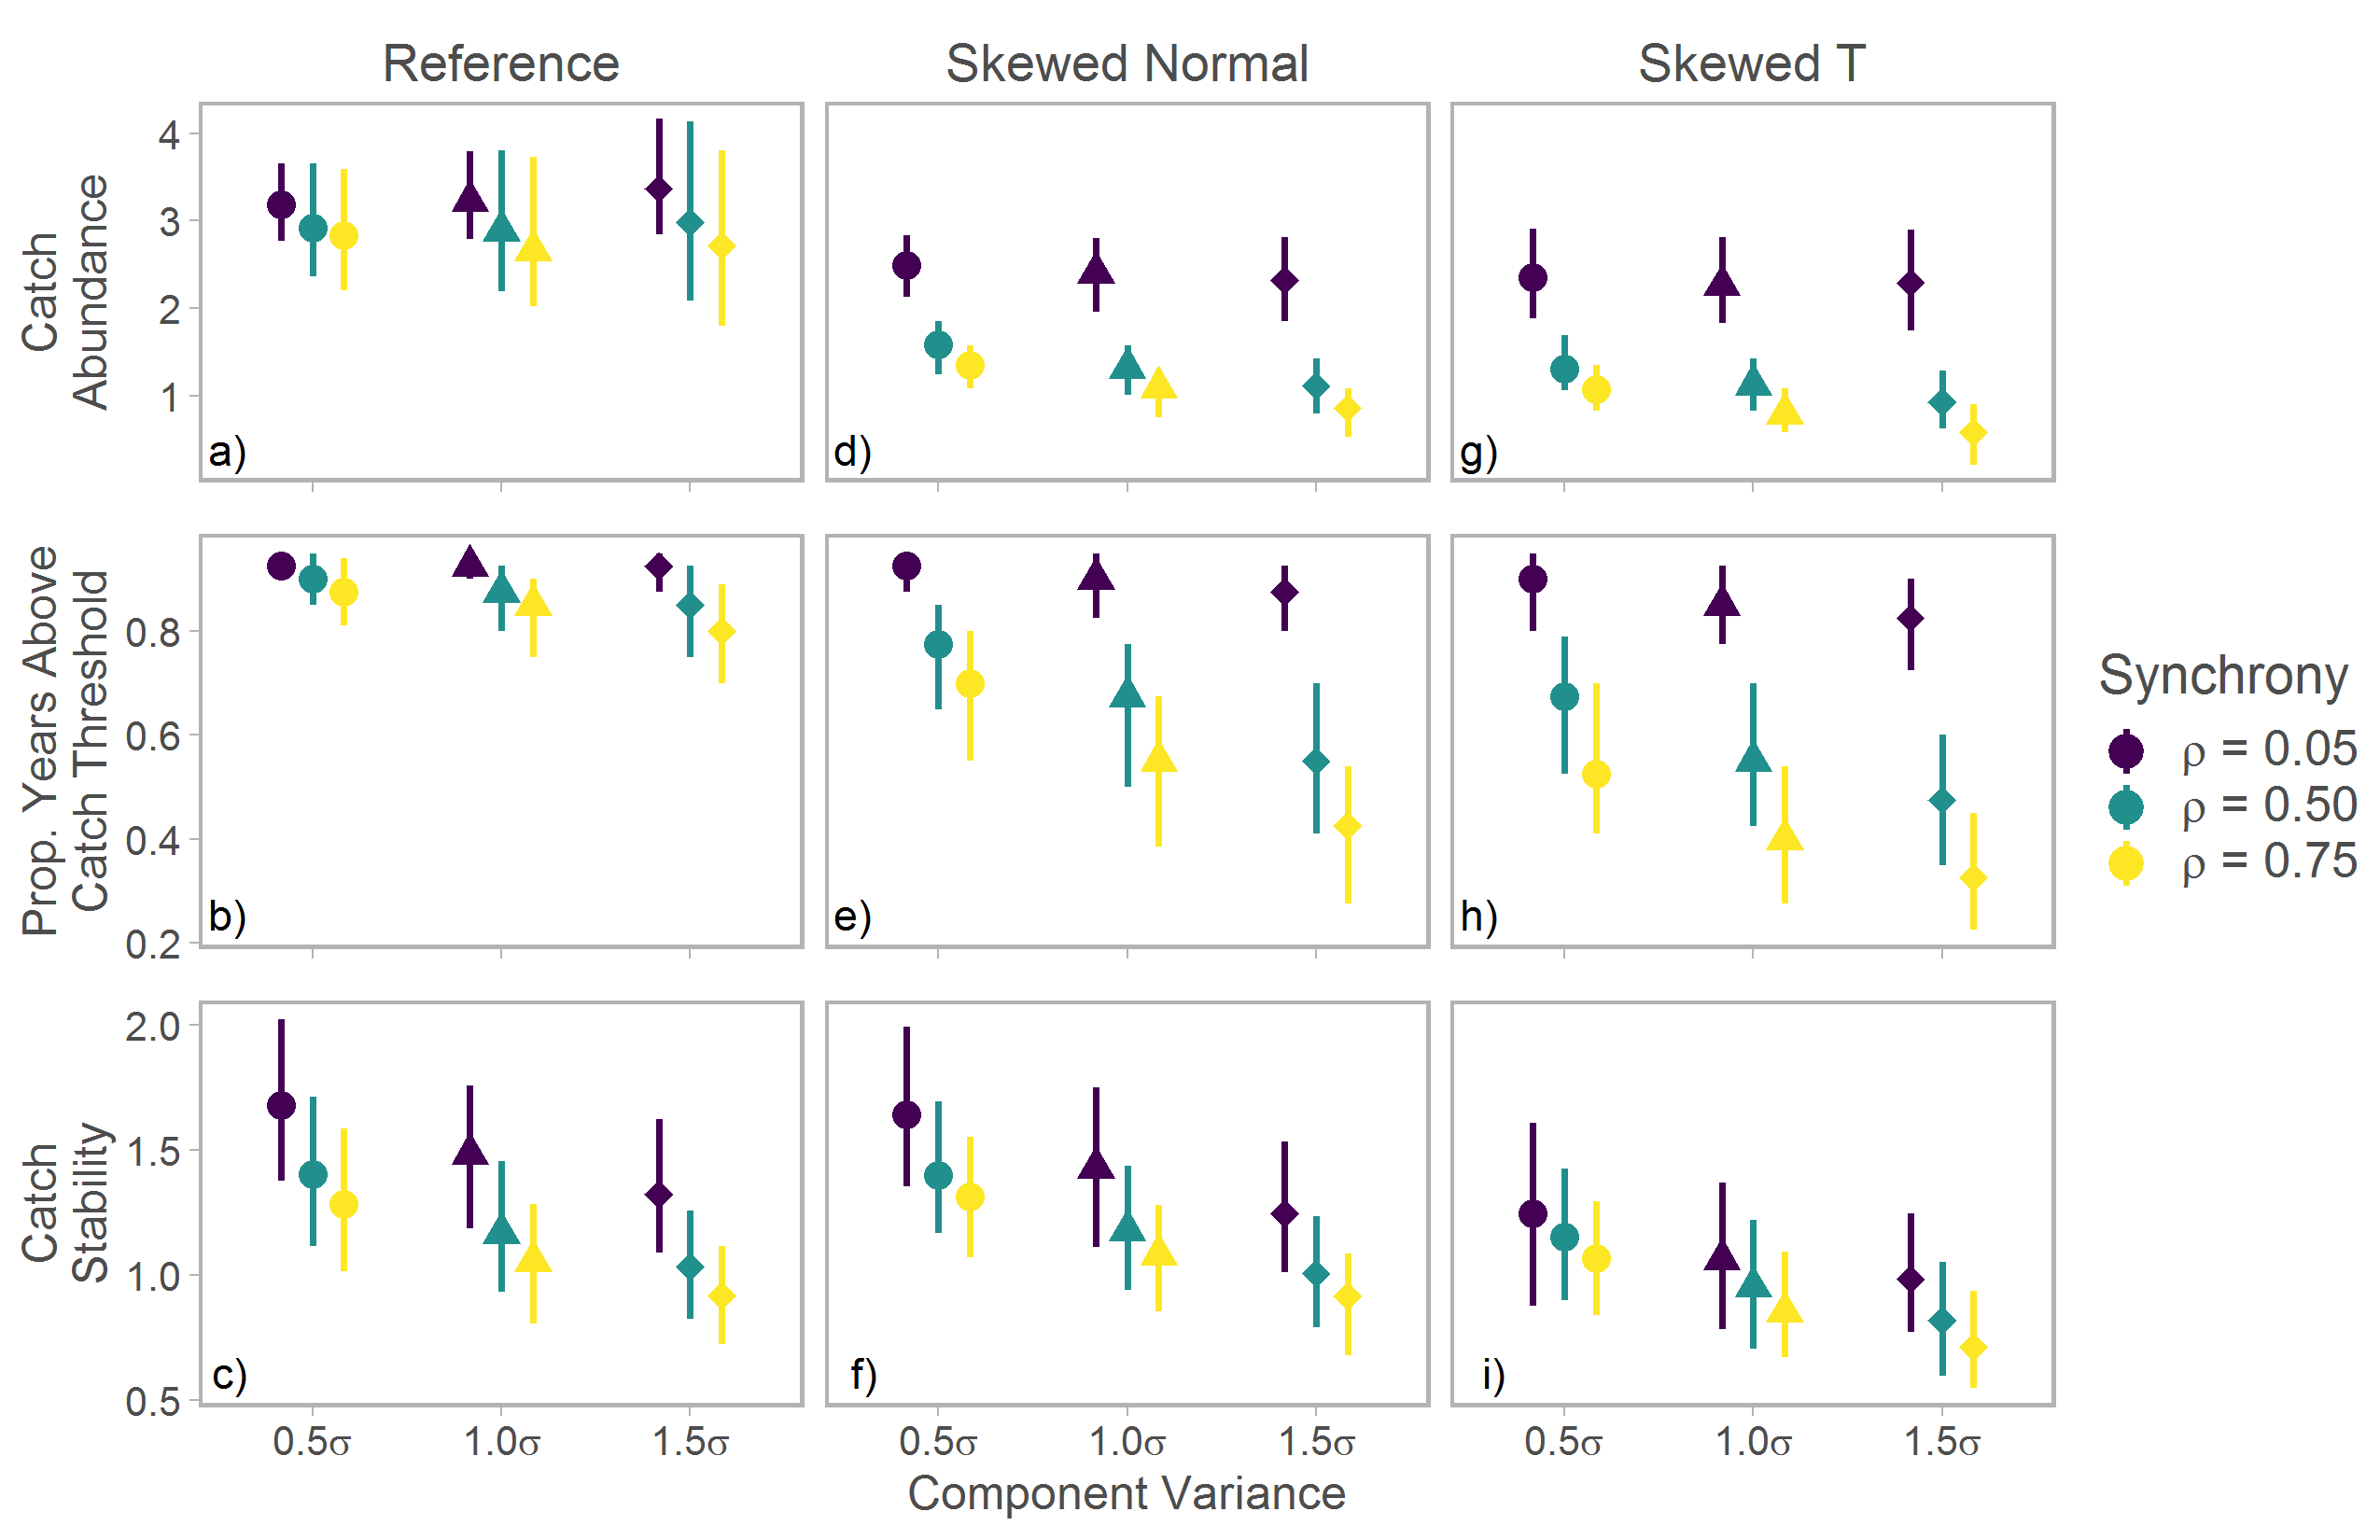 Reference
Skewed Normal
Skewed T
Catch
Abundance
4
3
2
1
a)
d)
g)
Prop. Years Above
Catch Threshold
0.8
0.6
0.4
0.2
b)
e)
h)
Catch
Stability
2.0
1.5
1.0
0.5
c)
f)
i)
0.5σ 1.0σ 1.5σ
0.5σ 1.0σ 1.5σ
0.5σ 1.0σ 1.5σ
Component Variance
Synchrony
ρ = 0.05
ρ = 0.50
ρ = 0.75